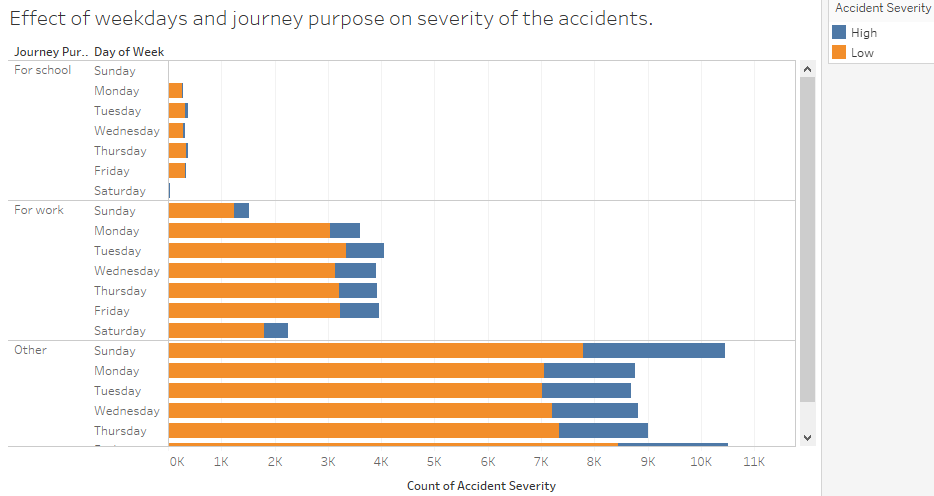 Effect of weekdays and journey purpose on severity of the accidents.
Accident Severity
High
Low
Journey Pur.. Day of Week
For school Sunday
Monday
Tuesday
Wednesday
Thursday
Friday
Saturday
For work Sunday
Monday
Tuesday
Wednesday
Thursday
Friday
Saturday
Other Sunday
Monday
Tuesday
Wednesday
Thursday
0K 1K 2K 3K 4K 5K 6K 7K 8K 9K 10K 11K
Count of Accident Severity